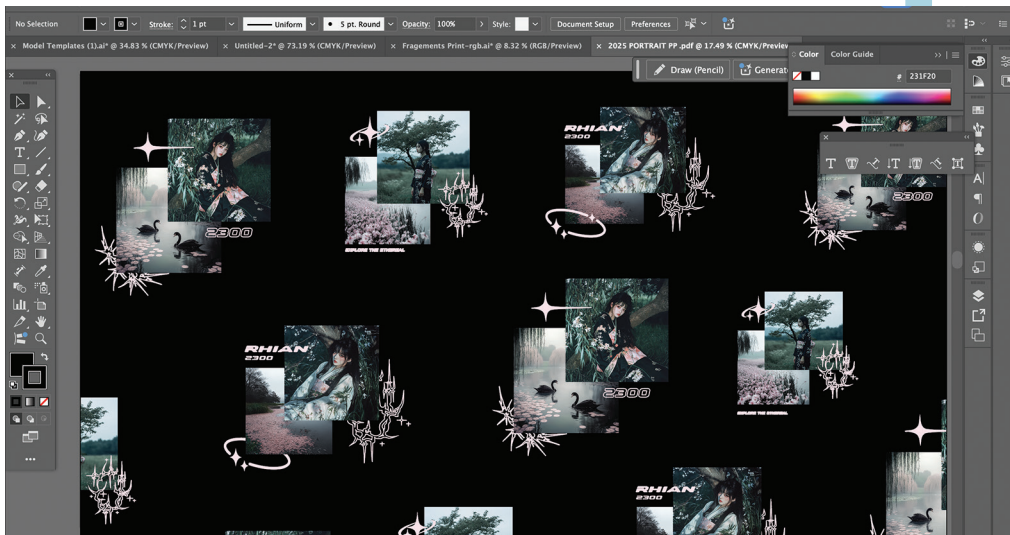 No Selection Stroke: 1 pt Uniform 5 pt. Round Opacity: 100% Style: Document Setup Preferences
× Model Templates (1).ai* @ 34.83 % (CMYK/Preview) × Untitled-2* @ 73.19 % (CMYK/Preview) × Fragements Print-rgb.ai* @ 8.32 % (RGB/Preview) × 2025 PORTRAIT PP .pdf @ 17.49 % (CMYK/Preview
Color Color Guide
Draw (Pencil) Generat
# 231F20
RHIAN
2300
2300
2300
EXPLORE THE ETHEREAL
RHIAN
2300
2300
EXPLORE THE ETHEREAL
RHIAN
2300